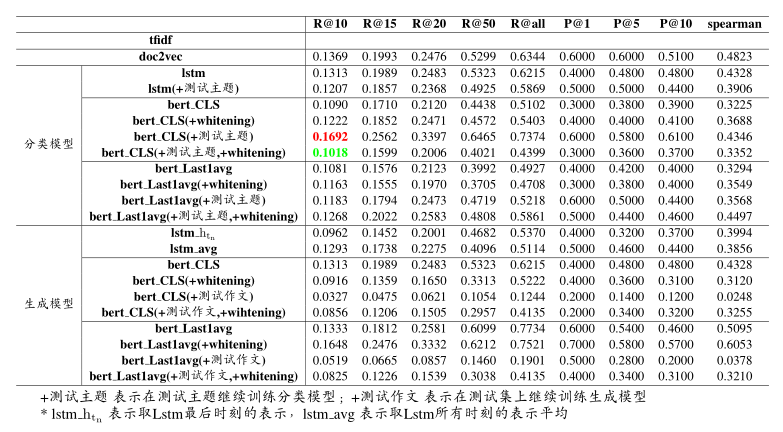 R@10 R@15 R@20 R@50 R@all P@1 P@5 P@10 spearman
tfidf
doc2vec 0.1369 0.1993 0.2476 0.5299 0.6344 0.6000 0.6000 0.5100 0.4823
分类模型
lstm 0.1313 0.1989 0.2483 0.5323 0.6215 0.4000 0.4800 0.4800 0.4328
lstm(+测试主题) 0.1207 0.1857 0.2368 0.4925 0.5869 0.5000 0.5000 0.4400 0.3906
bert_CLS 0.1090 0.1710 0.2120 0.4438 0.5102 0.3000 0.3800 0.3900 0.3225
bert_CLS(+whitening) 0.1222 0.1852 0.2471 0.4572 0.5403 0.4000 0.4000 0.4100 0.3688
bert_CLS(+测试主题) 0.1692 0.2562 0.3397 0.6465 0.7374 0.6000 0.5800 0.6100 0.4346
bert_CLS(+测试主题,+whitening) 0.1018 0.1599 0.2006 0.4021 0.4399 0.3000 0.3600 0.3700 0.3352
bert_Last1avg 0.1081 0.1576 0.2123 0.3992 0.4927 0.4000 0.4200 0.4000 0.3294
bert_Last1avg(+whitening) 0.1163 0.1555 0.1970 0.3705 0.4708 0.3000 0.3800 0.4000 0.3549
bert_Last1avg(+测试主题) 0.1183 0.1794 0.2473 0.4719 0.5218 0.6000 0.5000 0.4400 0.3568
bert_Last1avg(+测试主题,+whitening) 0.1268 0.2022 0.2583 0.4808 0.5861 0.5000 0.4400 0.4600 0.4497
生成模型
lstm_h_{t_n} 0.0962 0.1452 0.2001 0.4682 0.5370 0.4000 0.3200 0.3700 0.3994
lstm_avg 0.1293 0.1738 0.2275 0.4096 0.5114 0.5000 0.4600 0.4400 0.3856
bert_CLS 0.1313 0.1989 0.2483 0.5323 0.6215 0.4000 0.4800 0.4800 0.4328
bert_CLS(+whitening) 0.0916 0.1359 0.1650 0.3313 0.5222 0.4000 0.3600 0.3100 0.3120
bert_CLS(+测试作文) 0.0327 0.0475 0.0621 0.1054 0.1244 0.2000 0.1400 0.1200 0.0248
bert_CLS(+测试作文,+wihtening) 0.0856 0.1206 0.1505 0.2957 0.4135 0.2000 0.3400 0.3200 0.3255
bert_Last1avg 0.1333 0.1812 0.2581 0.6099 0.7734 0.6000 0.5400 0.4600 0.5095
bert_Last1avg(+whitening) 0.1648 0.2476 0.3332 0.6212 0.7521 0.7000 0.5800 0.5700 0.6053
bert_Last1avg(+测试作文) 0.0519 0.0665 0.0857 0.1460 0.1901 0.5000 0.2800 0.2000 0.0378
bert_Last1avg(+测试作文,+whitening) 0.0825 0.1226 0.1539 0.3038 0.4135 0.4000 0.3400 0.3100 0.3210
+测试主题 表示在测试主题继续训练分类模型；+测试作文 表示在测试集上继续训练生成模型
* lstm_h_{t_n} 表示取Lstm最后时刻的表示，lstm_avg 表示取Lstm所有时刻的表示平均